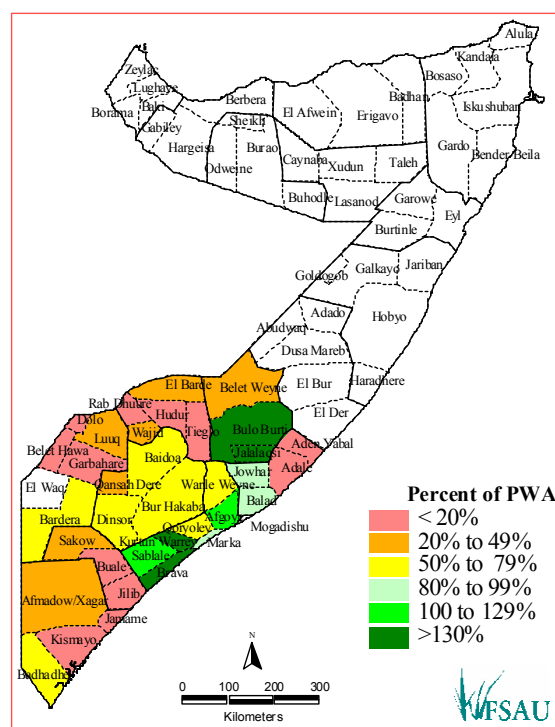 Alula
Kandala
Zeylac
Bosaso
Lughaye
Badhan
Iskushuban
Borama
Baki
Berbera
El Afwein
Erigavo
Gabiley
Sheikh
Hargeisa
Burao
Gardo
Bender-Beila
Caynaba
Xudun
Taleh
Odweine
Buhodle
Lasanod
Garowe
Eyl
Burtinle
Jariban
Goldogob
Galkayo
Adado
Abudwaq
Hobyo
Dusa Mareb
El Barde
Belet Weyne
El Bur
Haradhere
Rab Dhuure
Hudur
El Der
Dolo
Luuq
Wajid
Tieglo
Bulo Burti
Belet Hawa
Baidoa
Jalalaqsi
Aden Yabal
Garbahare
Jowhar
Adale
El Waq
Qansah Dere
Wanle Weyne
Balad
Bur Hakaba
Bardera
Dinsor
Afgoye
Mogadishu
Qoryoley
Marka
Sakow
Kurtun Warrey
Sablale
Buale
Brava
Afmadow/Xagar
Jilib
Jamame
Kismayo
Badhadhe
Percent of PWA
< 20%
20% to 49%
50% to 79%
80% to 99%
100 to 129%
>130%
N
0 100 200 300
Kilometers
FSAU